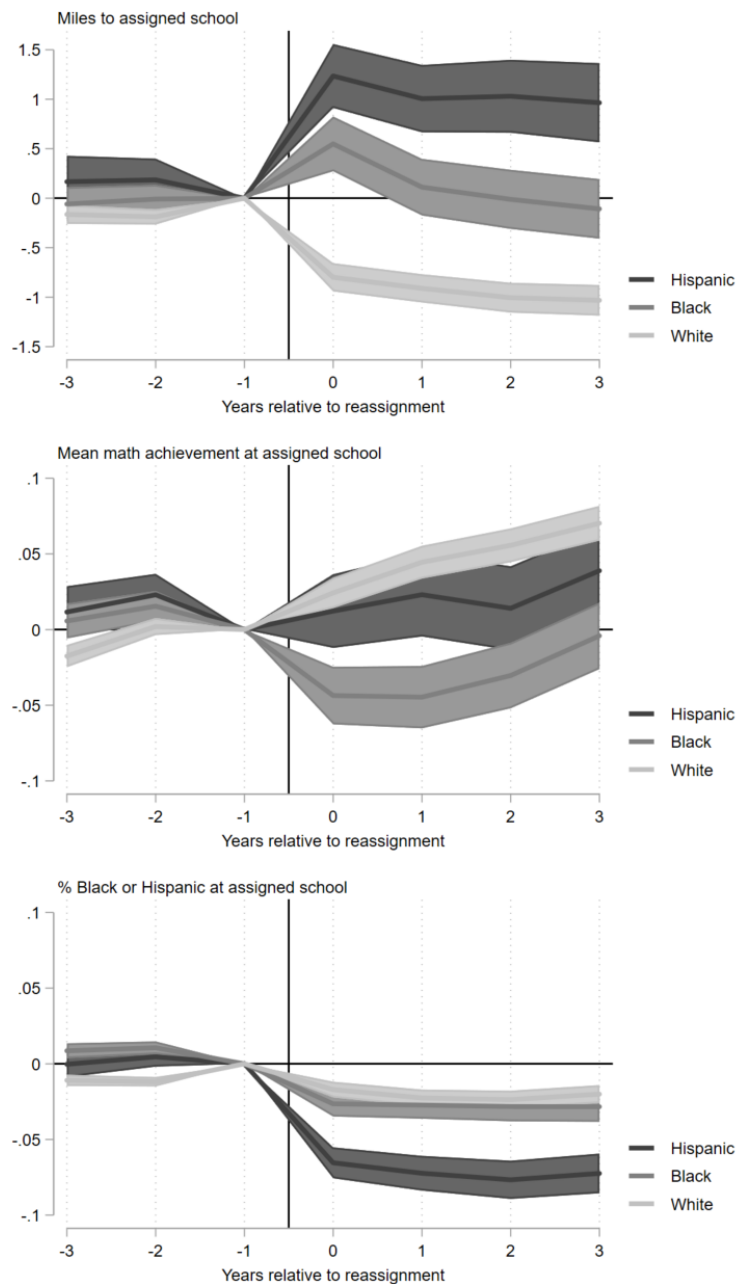 Miles to assigned school
1.5
1
.5
0
-.5
-1
-1.5
-3 -2 -1 0 1 2 3
Years relative to reassignment
Hispanic
Black
White
Mean math achievement at assigned school
.1
.05
0
-.05
-.1
-3 -2 -1 0 1 2 3
Years relative to reassignment
Hispanic
Black
White
% Black or Hispanic at assigned school
.1
.05
0
-.05
-.1
-3 -2 -1 0 1 2 3
Years relative to reassignment
Hispanic
Black
White